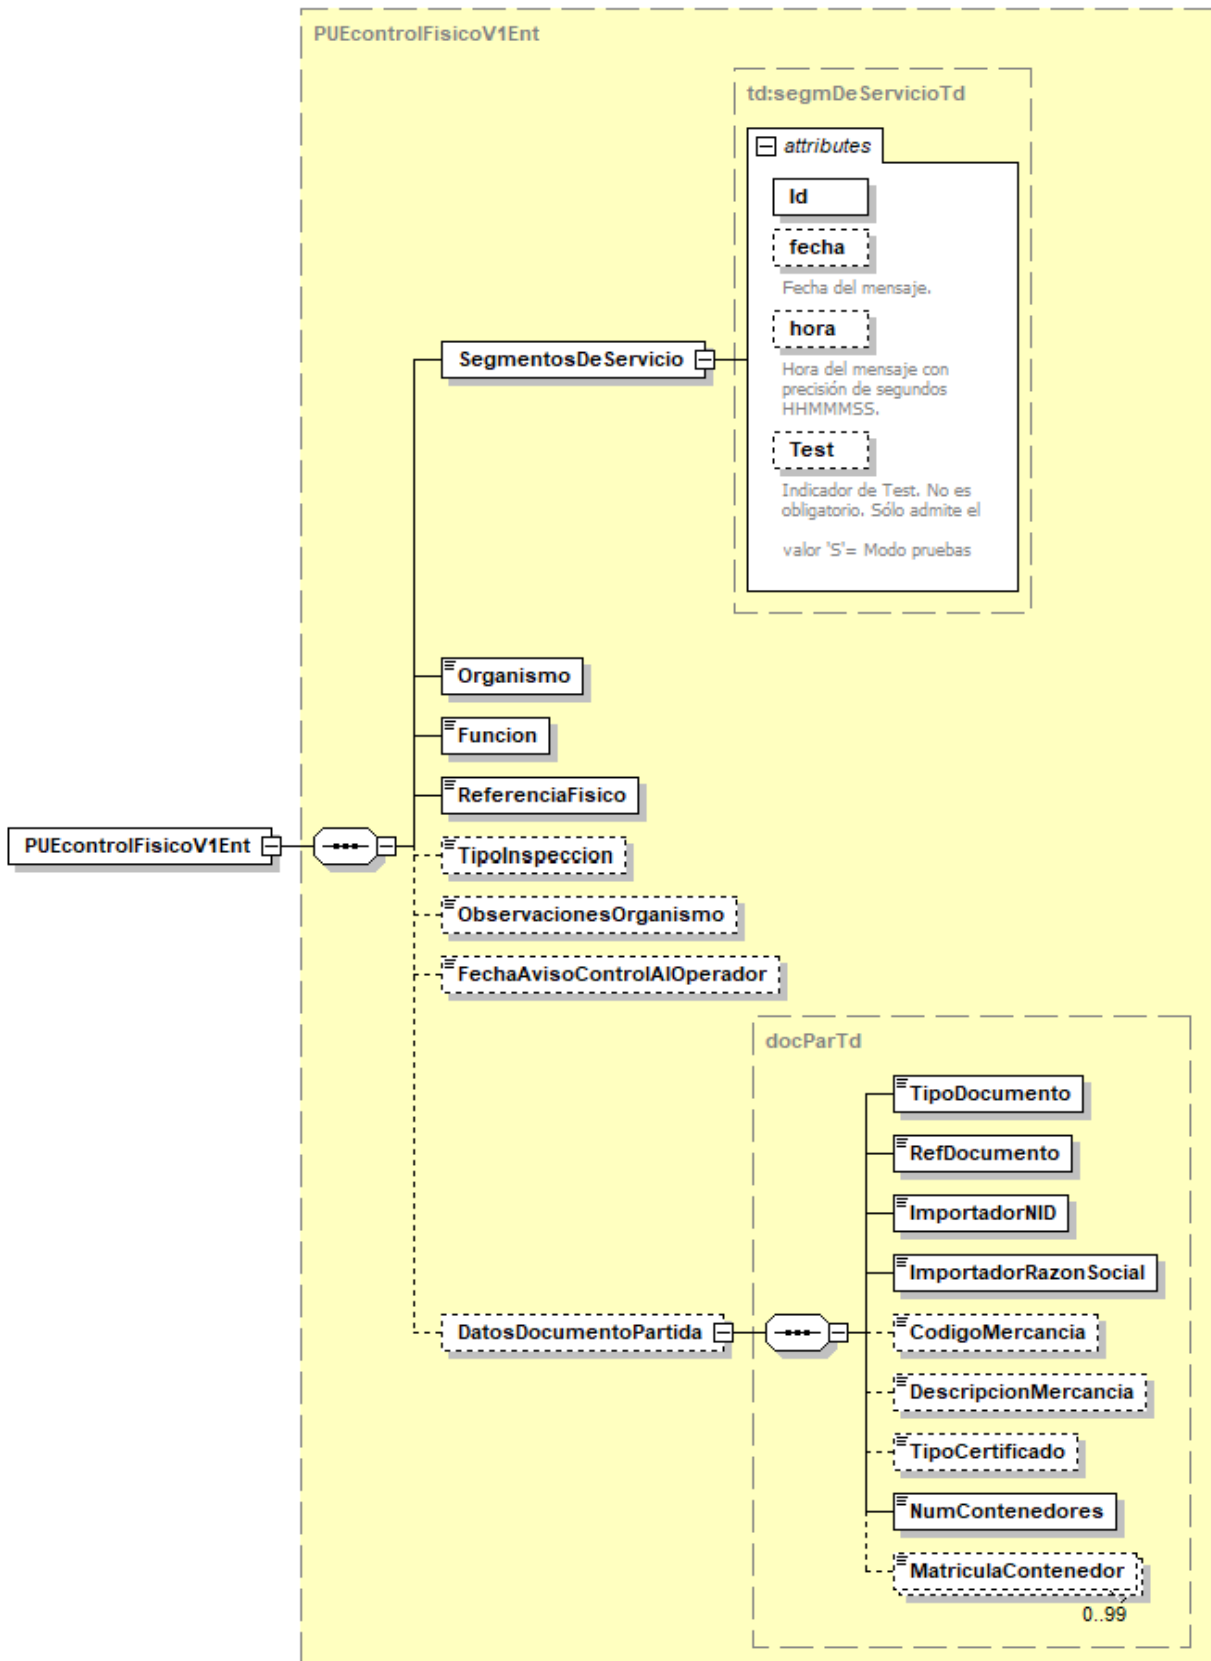 PUEcontrolFisicoV1Ent
td:segmDeServicioTd
attributes
Id
fecha
Fecha del mensaje.
hora
Hora del mensaje con
precisión de segundos
HHMMMSS.
Test
Indicador de Test. No es
obligatorio. Sólo admite el
valor 'S'= Modo pruebas
SegmentosDeServicio
Organismo
Funcion
ReferenciaFisico
PUEcontrolFisicoV1Ent
TipoInspeccion
ObservacionesOrganismo
FechaAvisoControlAlOperador
docParTd
TipoDocumento
RefDocumento
ImportadorNID
ImportadorRazonSocial
DatosDocumentoPartida
CodigoMercancia
DescripcionMercancia
TipoCertificado
NumContenedores
MatriculaContenedor
0..99